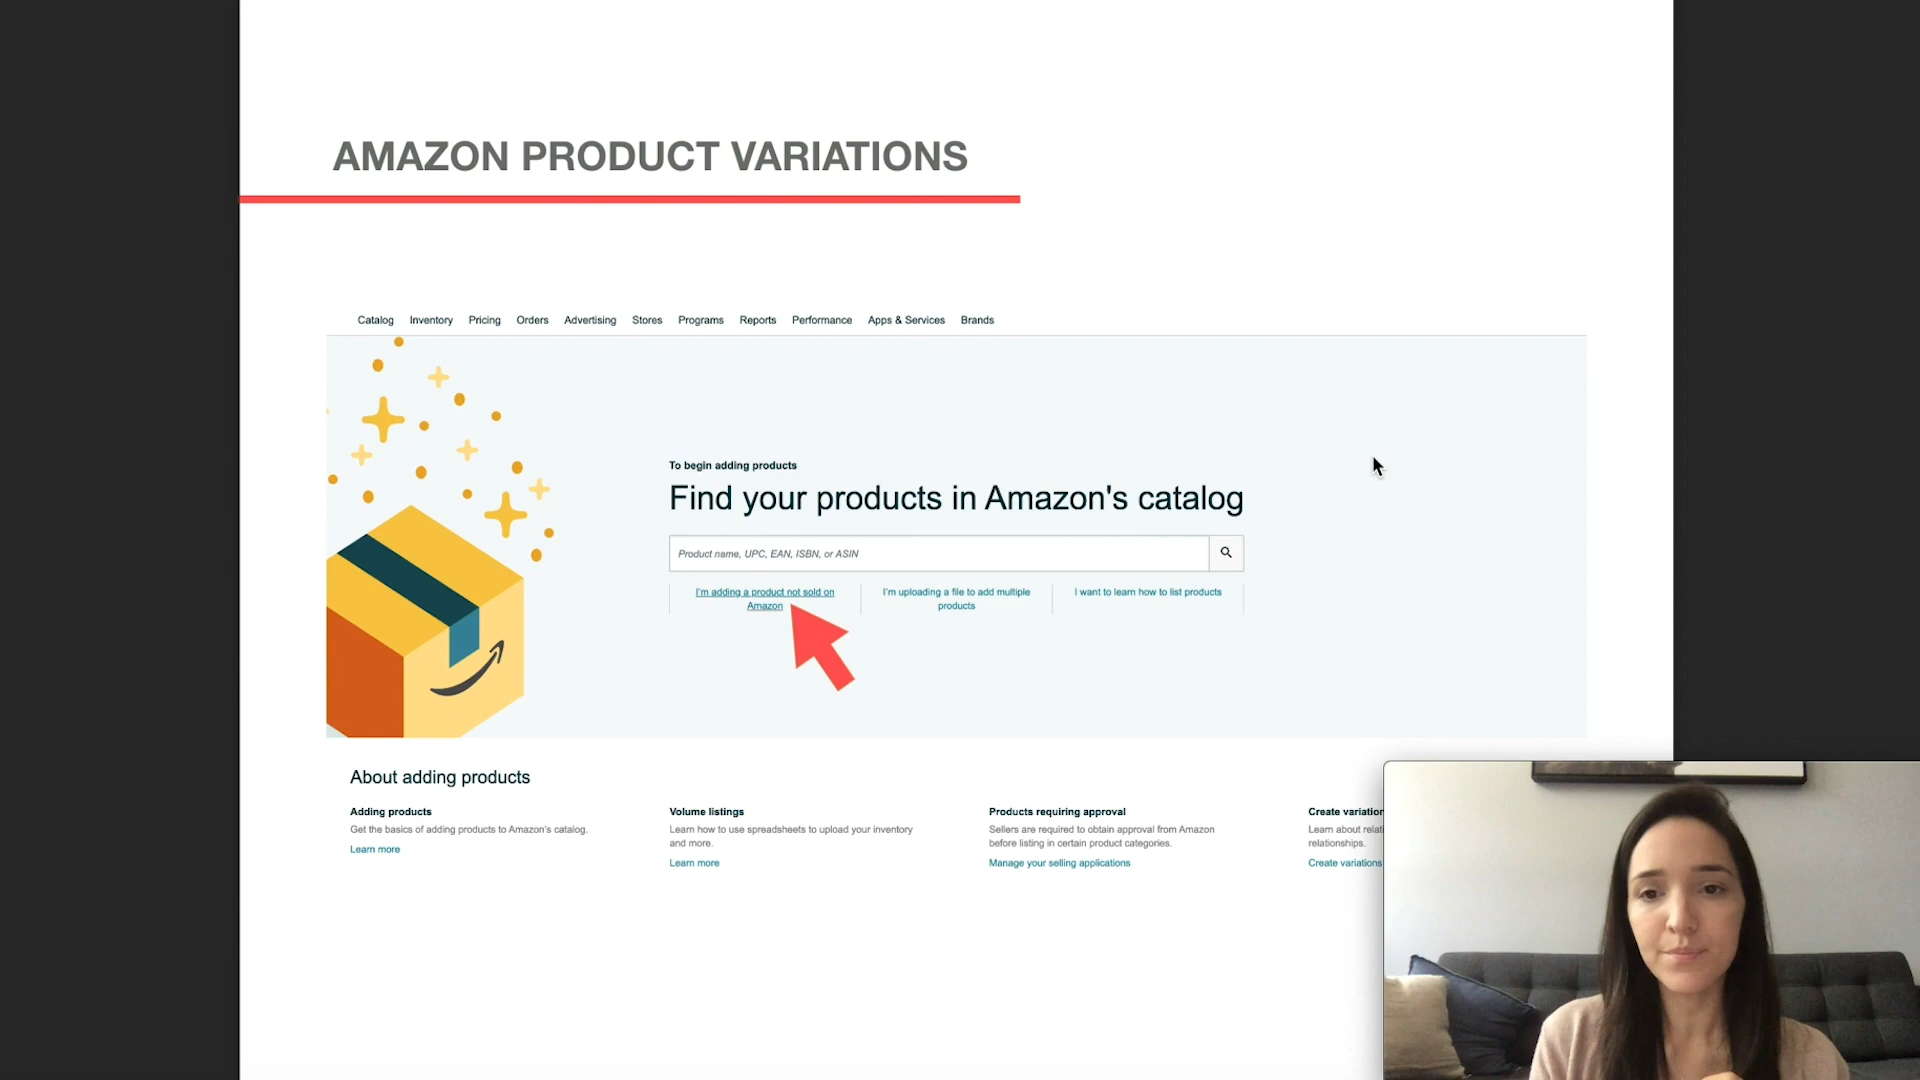 AMAZON PRODUCT VARIATIONS
Catalog Inventory Pricing Orders Advertising Stores Programs Reports Performance Apps & Services Brands
To begin adding products
Find your products in Amazon's catalog
Product name, UPC, EAN, ISBN, or ASIN
I'm adding a product not sold on
Amazon
I'm uploading a file to add multiple
products
I want to learn how to list products
About adding products
Adding products
Get the basics of adding products to Amazon's catalog.
Learn more
Volume listings
Learn how to use spreadsheets to upload your inventory
and more.
Learn more
Products requiring approval
Sellers are required to obtain approval from Amazon
before listing in certain product categories.
Manage your selling applications
Create variation
Learn about relati
relationships.
Create variations